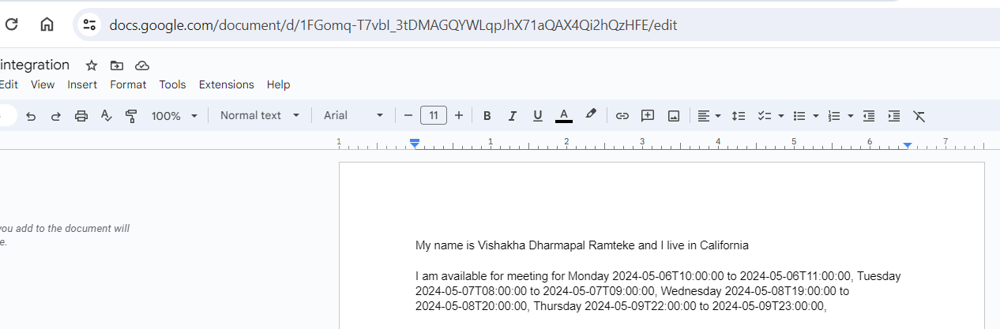 docs.google.com/document/d/1FGomq-T7vbI_3tDMAGQYWLqpJhX71aQAX4Qi2hQzHFE/edit
integration
Edit View Insert Format Tools Extensions Help
100% Normal text Arial 11 B I U A
1 1 2 3 4 5 6 7
you add to the document will
e.
My name is Vishakha Dharmapal Ramteke and I live in California
I am available for meeting for Monday 2024-05-06T10:00:00 to 2024-05-06T11:00:00, Tuesday
2024-05-07T08:00:00 to 2024-05-07T09:00:00, Wednesday 2024-05-08T19:00:00 to
2024-05-08T20:00:00, Thursday 2024-05-09T22:00:00 to 2024-05-09T23:00:00,